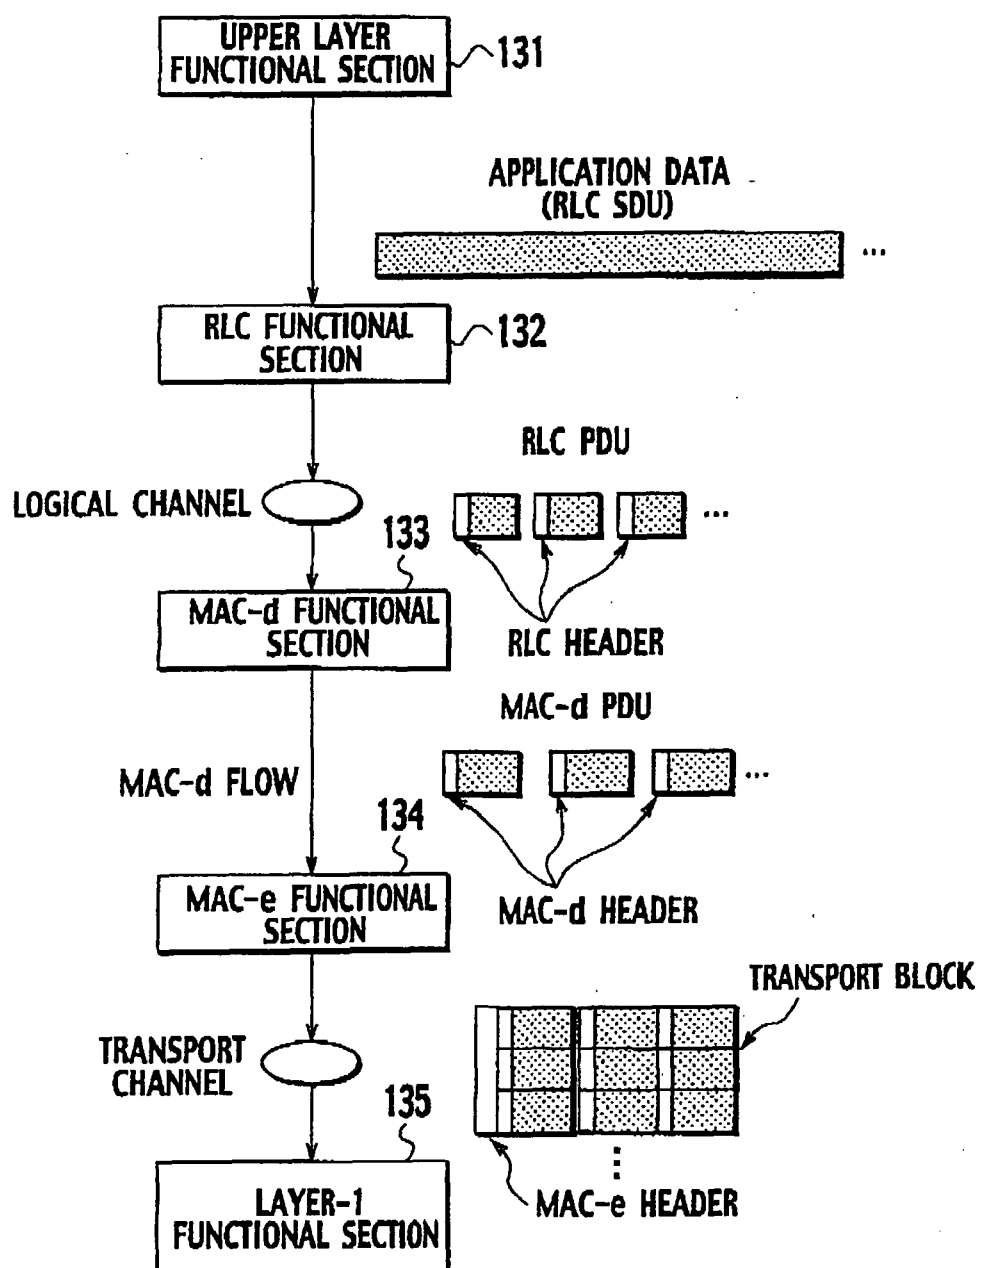 UPPER LAYER
FUNCTIONAL SECTION
131
APPLICATION DATA
(RLC SDU)
...
RLC FUNCTIONAL
SECTION
132
RLC PDU
LOGICAL CHANNEL
...
133
MAC-d FUNCTIONAL
SECTION
RLC HEADER
MAC-d PDU
MAC-d FLOW
...
134
MAC-e FUNCTIONAL
SECTION
MAC-d HEADER
TRANSPORT BLOCK
TRANSPORT
CHANNEL
135
MAC-e HEADER
LAYER-1
FUNCTIONAL SECTION